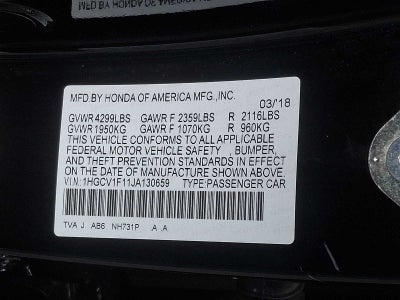 MFD.BY HONDA OF AMERICA MFG.,INC.
03/'18
GVWR 4299LBS GAWR F 2359LBS R 2116LBS
GVWR 1950KG GAWR F 1070KG R 960KG
THIS VEHICLE CONFORMS TO ALL APPLICABLE
FEDERAL MOTOR VEHICLE SAFETY , BUMPER,
AND THEFT PREVENTION STANDARDS IN EFFECT
ON THE DATE OF MANUFACTURE SHOWN ABOVE.
VIN:1HGCV1F11JA130659 TYPE:PASSENGER CAR
TVA J AB6 NH731P .A .A